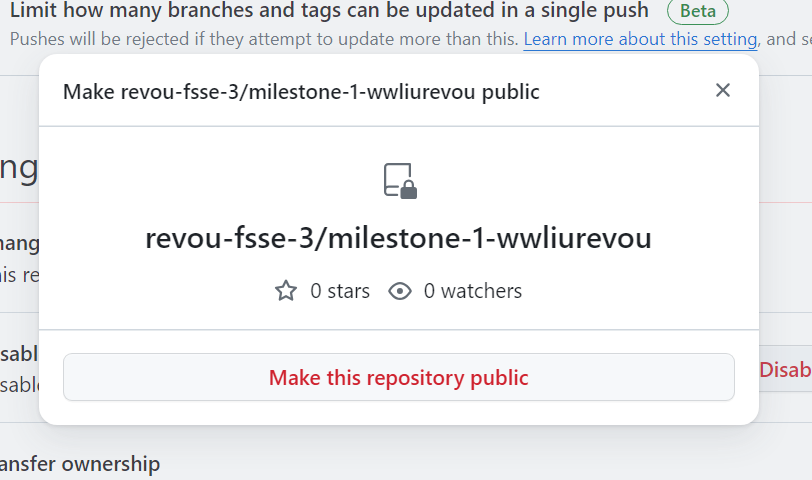 Limit how many branches and tags can be updated in a single push Beta
Pushes will be rejected if they attempt to update more than this. Learn more about this setting, and se
Make revou-fsse-3/milestone-1-wwliurevou public
revou-fsse-3/milestone-1-wwliurevou
0 stars 0 watchers
Make this repository public
ng
hang
is re
sabl
sable
Disab
ansfer ownership